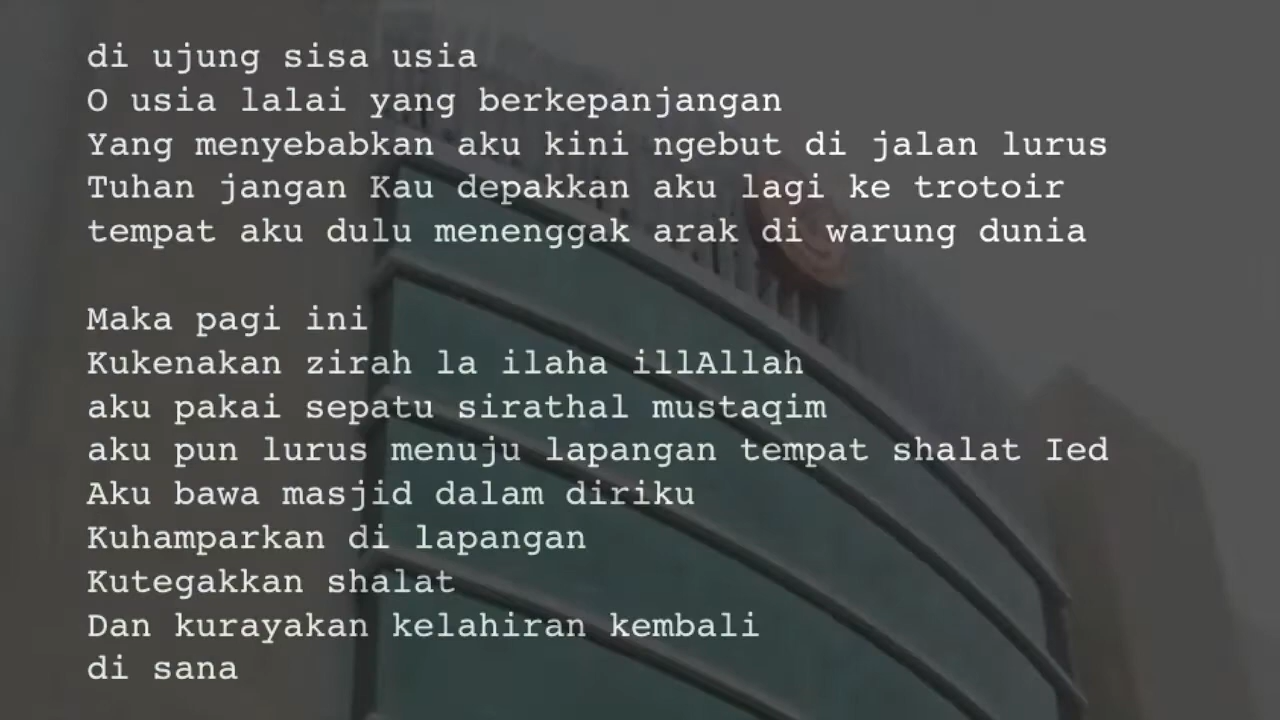 di ujung sisa usia
O usia lalai yang berkepanjangan
Yang menyebabkan aku kini ngebut di jalan lurus
Tuhan jangan Kau depakkan aku lagi ke trotoir
tempat aku dulu menenggak arak di warung dunia

Maka pagi ini
Kukenakan zirah la ilaha illAllah
aku pakai sepatu sirathal mustaqim
aku pun lurus menuju lapangan tempat shalat Ied
Aku bawa masjid dalam diriku
Kuhamparkan di lapangan
Kutegakkan shalat
Dan kurayakan kelahiran kembali
di sana